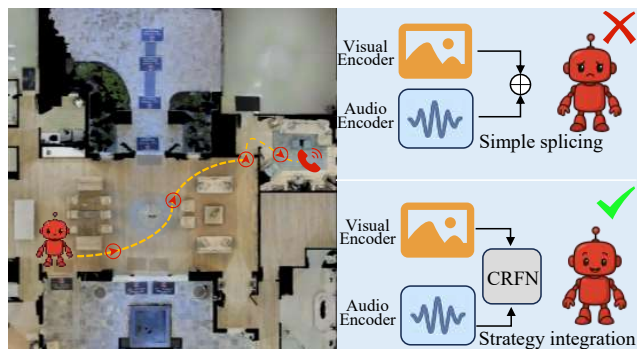 Visual
Encoder
Audio
Encoder
Simple splicing
Visual
Encoder
CRFN
Audio
Encoder
Strategy integration